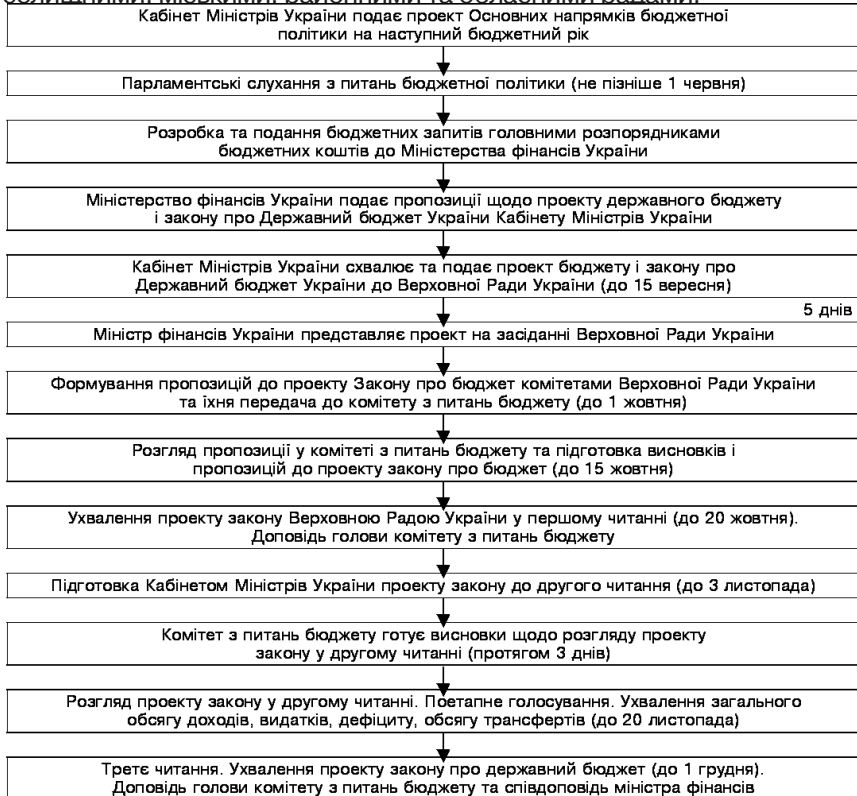 Кабінет Міністрів України подає проект Основних напрямків бюджетної
політики на наступний бюджетний рік
Парламентські слухання з питань бюджетної політики (не пізніше 1 червня)
Розробка та подання бюджетних запитів головними розпорядниками
бюджетних коштів до Міністерства фінансів України
Міністерство фінансів України подає пропозиції щодо проекту державного бюджету
і закону про Державний бюджет України Кабінету Міністрів України
Кабінет Міністрів України схвалює та подає проект бюджету і закону про
Державний бюджет України до Верховної Ради України (до 15 вересня)
5 днів
Міністр фінансів України представляє проект на засіданні Верховної Ради України
Формування пропозицій до проекту Закону про бюджет комітетами Верховної Ради України
та їхня передача до комітету з питань бюджету (до 1 жовтня)
Розгляд пропозиції у комітеті з питань бюджету та підготовка висновків і
пропозицій до проекту закону про бюджет (до 15 жовтня)
Ухвалення проекту закону Верховною Радою України у першому читанні (до 20 жовтня).
Доповідь голови комітету з питань бюджету
Підготовка Кабінетом Міністрів України проекту закону до другого читання (до 3 листопада)
Комітет з питань бюджету готує висновки щодо розгляду проекту
закону у другому читанні (протягом 3 днів)
Розгляд проекту закону у другому читанні. Поетапне голосування. Ухвалення загального
обсягу доходів, видатків, дефіциту, обсягу трансфертів (до 20 листопада)
Третє читання. Ухвалення проекту закону про державний бюджет (до 1 грудня).
Доповідь голови комітету з питань бюджету та співдоповідь міністра фінансів